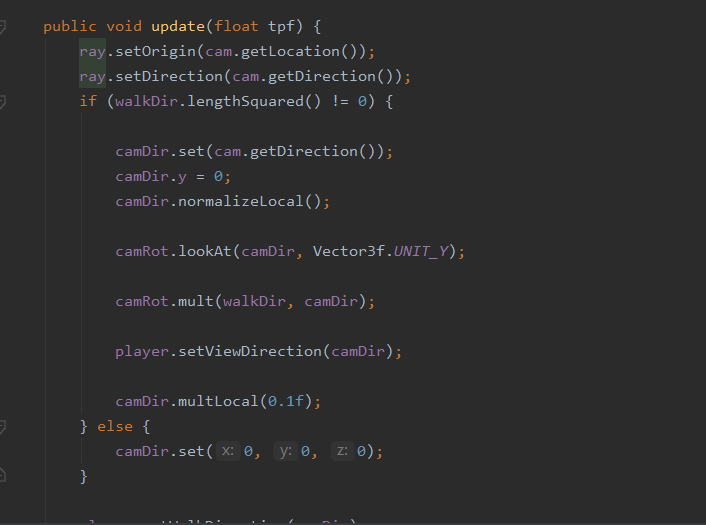 public void update(float tpf) {
ray.setOrigin(cam.getLocation());
ray.setDirection(cam.getDirection());
if (walkDir.lengthSquared() != 0) {
camDir.set(cam.getDirection());
camDir.y = 0;
camDir.normalizeLocal();
camRot.lookAt(camDir, Vector3f.UNIT_Y);
camRot.mult(walkDir, camDir);
player.setViewDirection(camDir);
camDir.multLocal(0.1f);
} else {
camDir.set( x: 0, y: 0, z: 0);
}